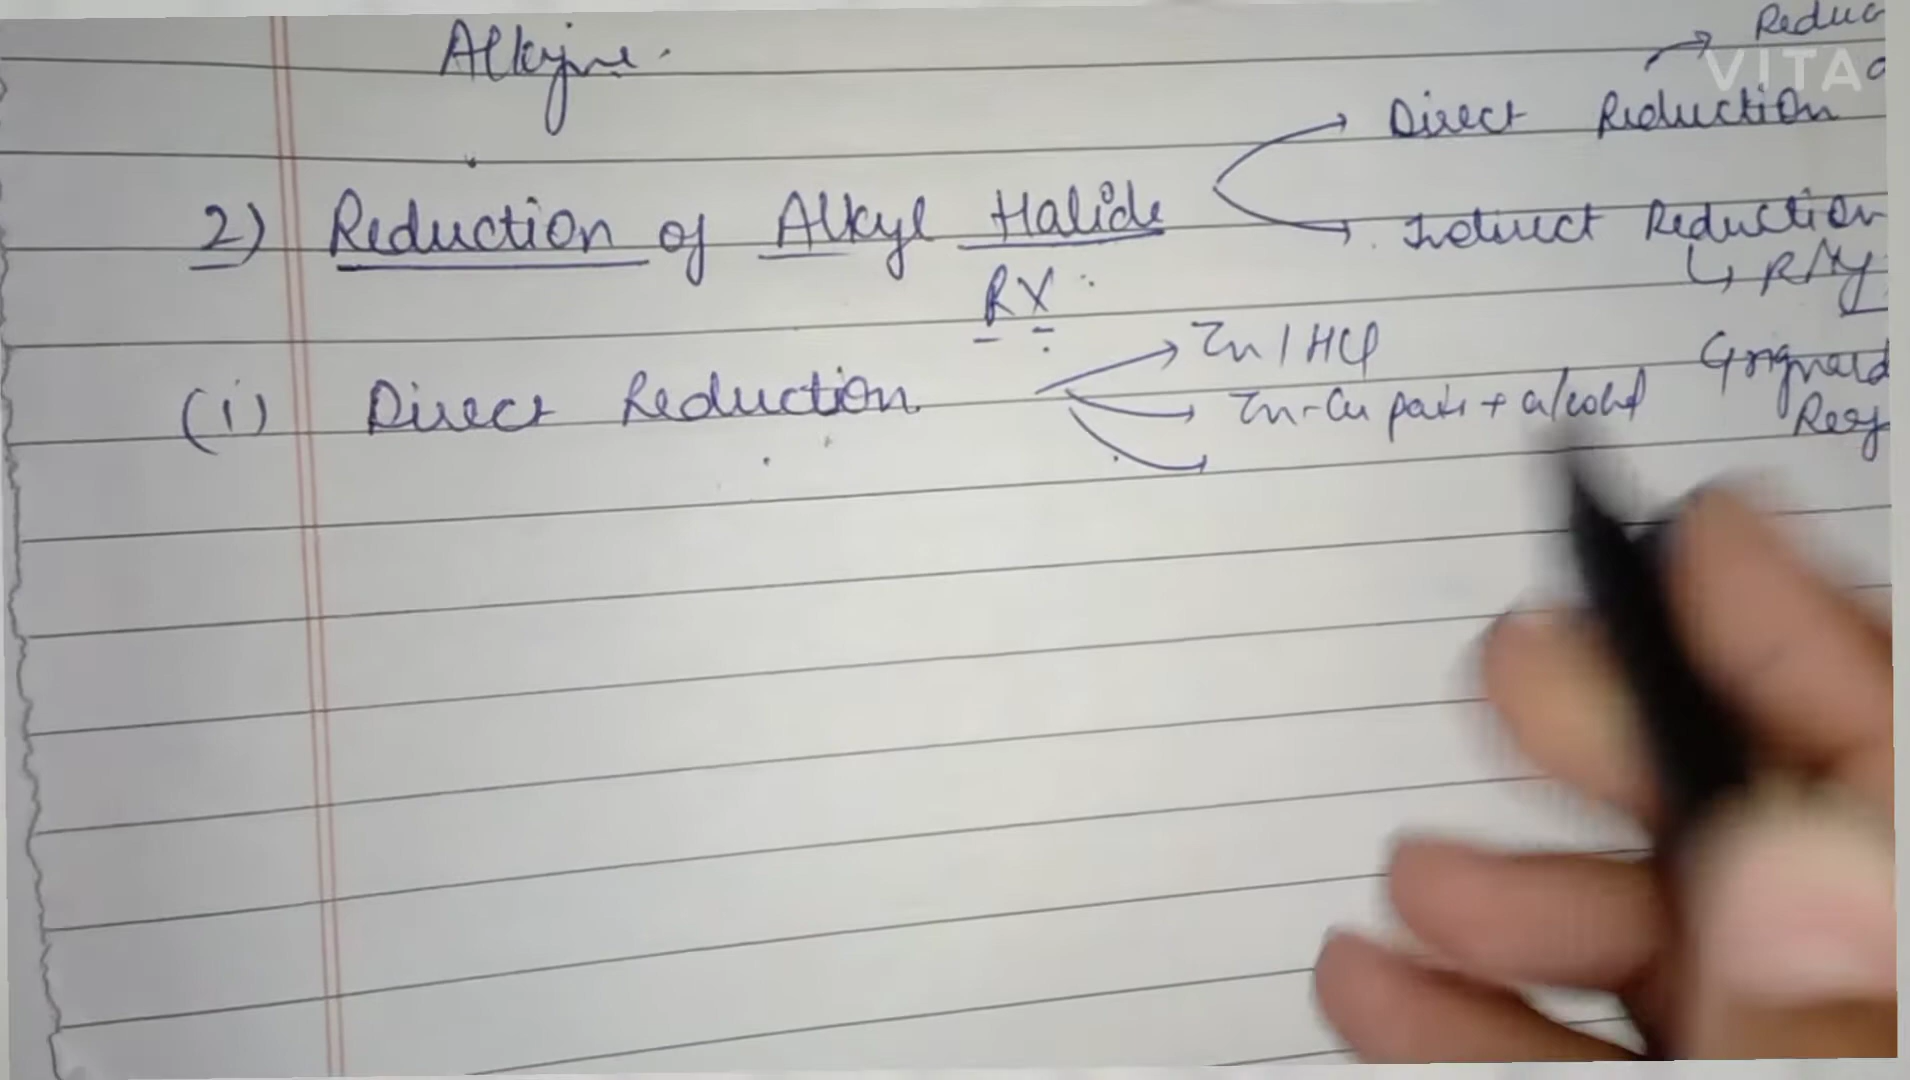 Alkyne.
Reduc
VITA
Direct Reduction
2) Reduction of Alkyl Halide
Indirect Reduction
RX
↳ RMg
Zn / HCl
Grignard
(i) Direct Reduction
Zn-Cu pair + alcohol
Reag